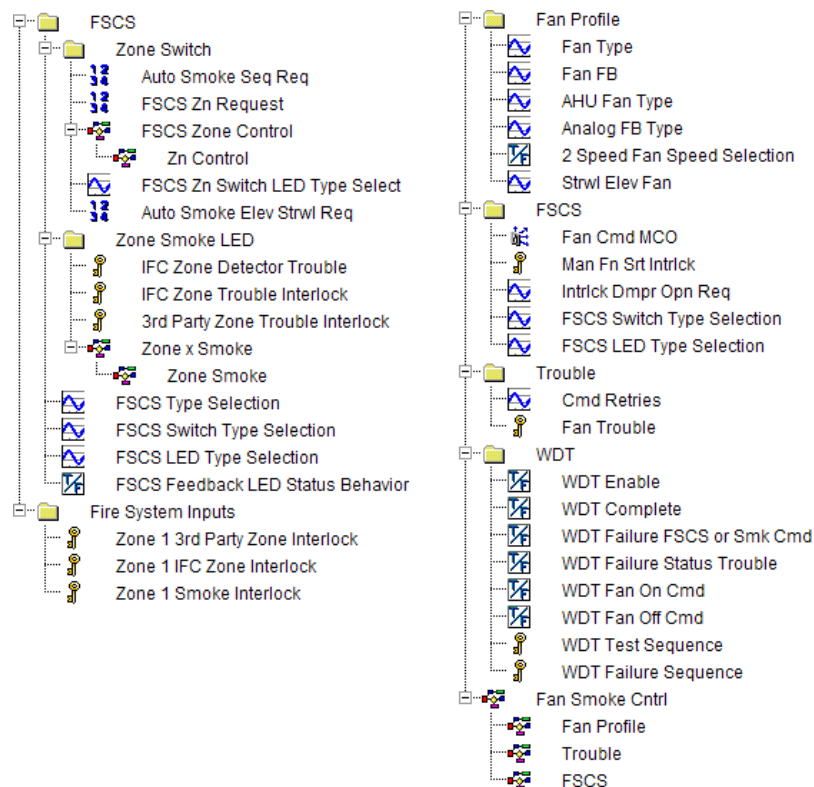 FSCS
Zone Switch
Auto Smoke Seq Req
FSCS Zn Request
FSCS Zone Control
Zn Control
FSCS Zn Switch LED Type Select
Auto Smoke Elev Strwl Req
Zone Smoke LED
IFC Zone Detector Trouble
IFC Zone Trouble Interlock
3rd Party Zone Trouble Interlock
Zone x Smoke
Zone Smoke
FSCS Type Selection
FSCS Switch Type Selection
FSCS LED Type Selection
FSCS Feedback LED Status Behavior
Fire System Inputs
Zone 1 3rd Party Zone Interlock
Zone 1 IFC Zone Interlock
Zone 1 Smoke Interlock
Fan Profile
Fan Type
Fan FB
AHU Fan Type
Analog FB Type
2 Speed Fan Speed Selection
Strwl Elev Fan
FSCS
Fan Cmd MCO
Man Fn Srt Intrlck
Intrlck Dmpr Opn Req
FSCS Switch Type Selection
FSCS LED Type Selection
Trouble
Cmd Retries
Fan Trouble
WDT
WDT Enable
WDT Complete
WDT Failure FSCS or Smk Cmd
WDT Failure Status Trouble
WDT Fan On Cmd
WDT Fan Off Cmd
WDT Test Sequence
WDT Failure Sequence
Fan Smoke Cntrl
Fan Profile
Trouble
FSCS